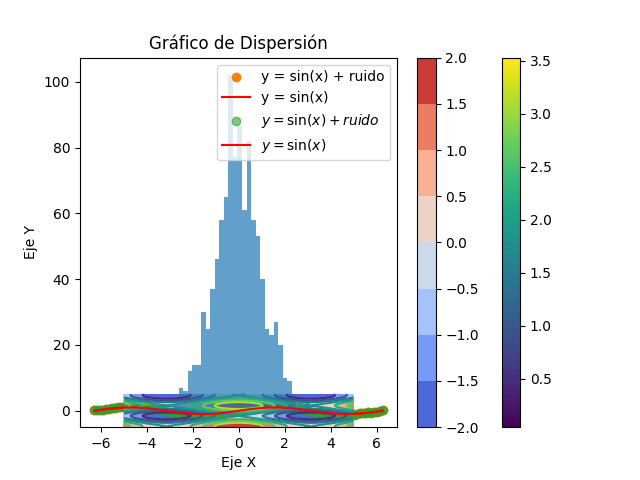 Gráfico de Dispersión
y = sin(x) + ruido
y = sin(x)
y = sin(x) + ruido
y = sin(x)
Eje Y
100
80
60
40
20
0
−6 −4 −2 0 2 4 6
Eje X
2.0
1.5
1.0
0.5
0.0
−0.5
−1.0
−1.5
−2.0
3.5
3.0
2.5
2.0
1.5
1.0
0.5